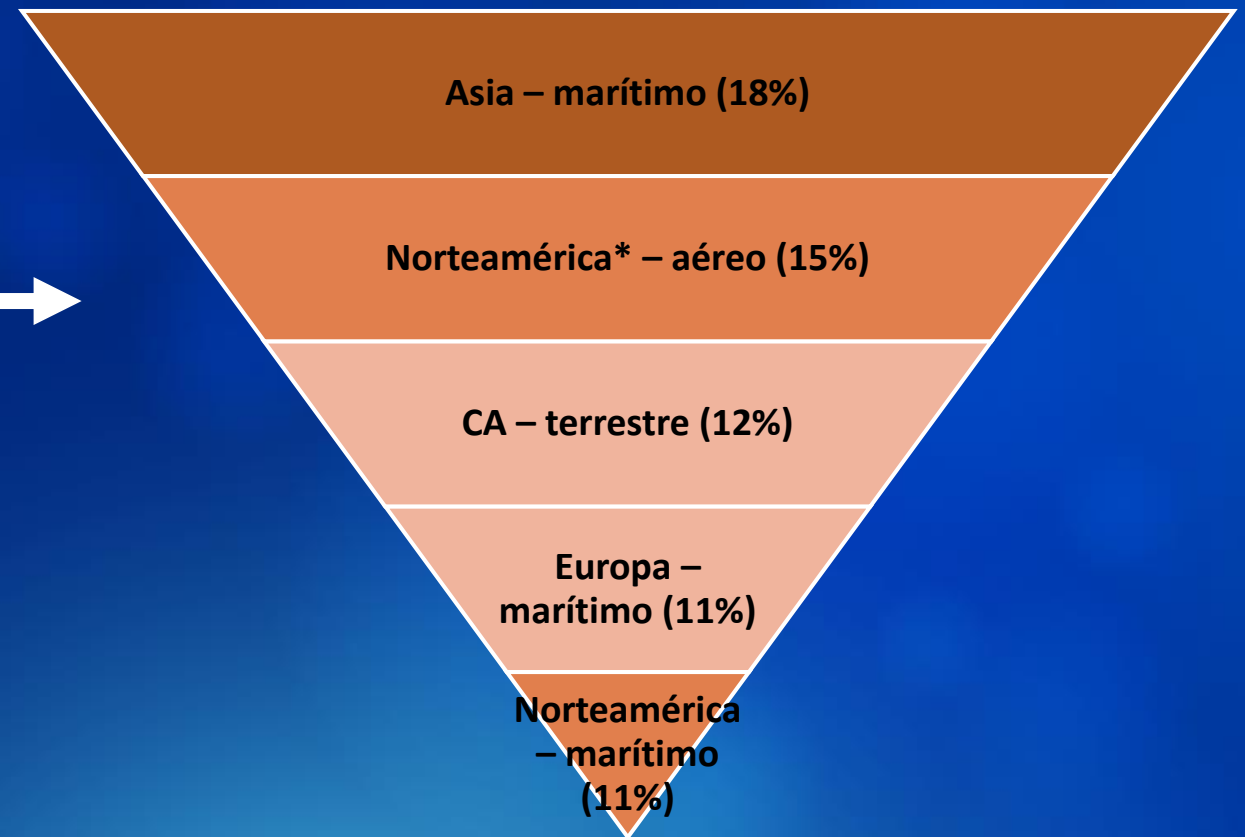 Asia – marítimo (18%)
Norteamérica* – aéreo (15%)
CA – terrestre (12%)
Europa –
marítimo (11%)
Norteamérica
– marítimo
(11%)